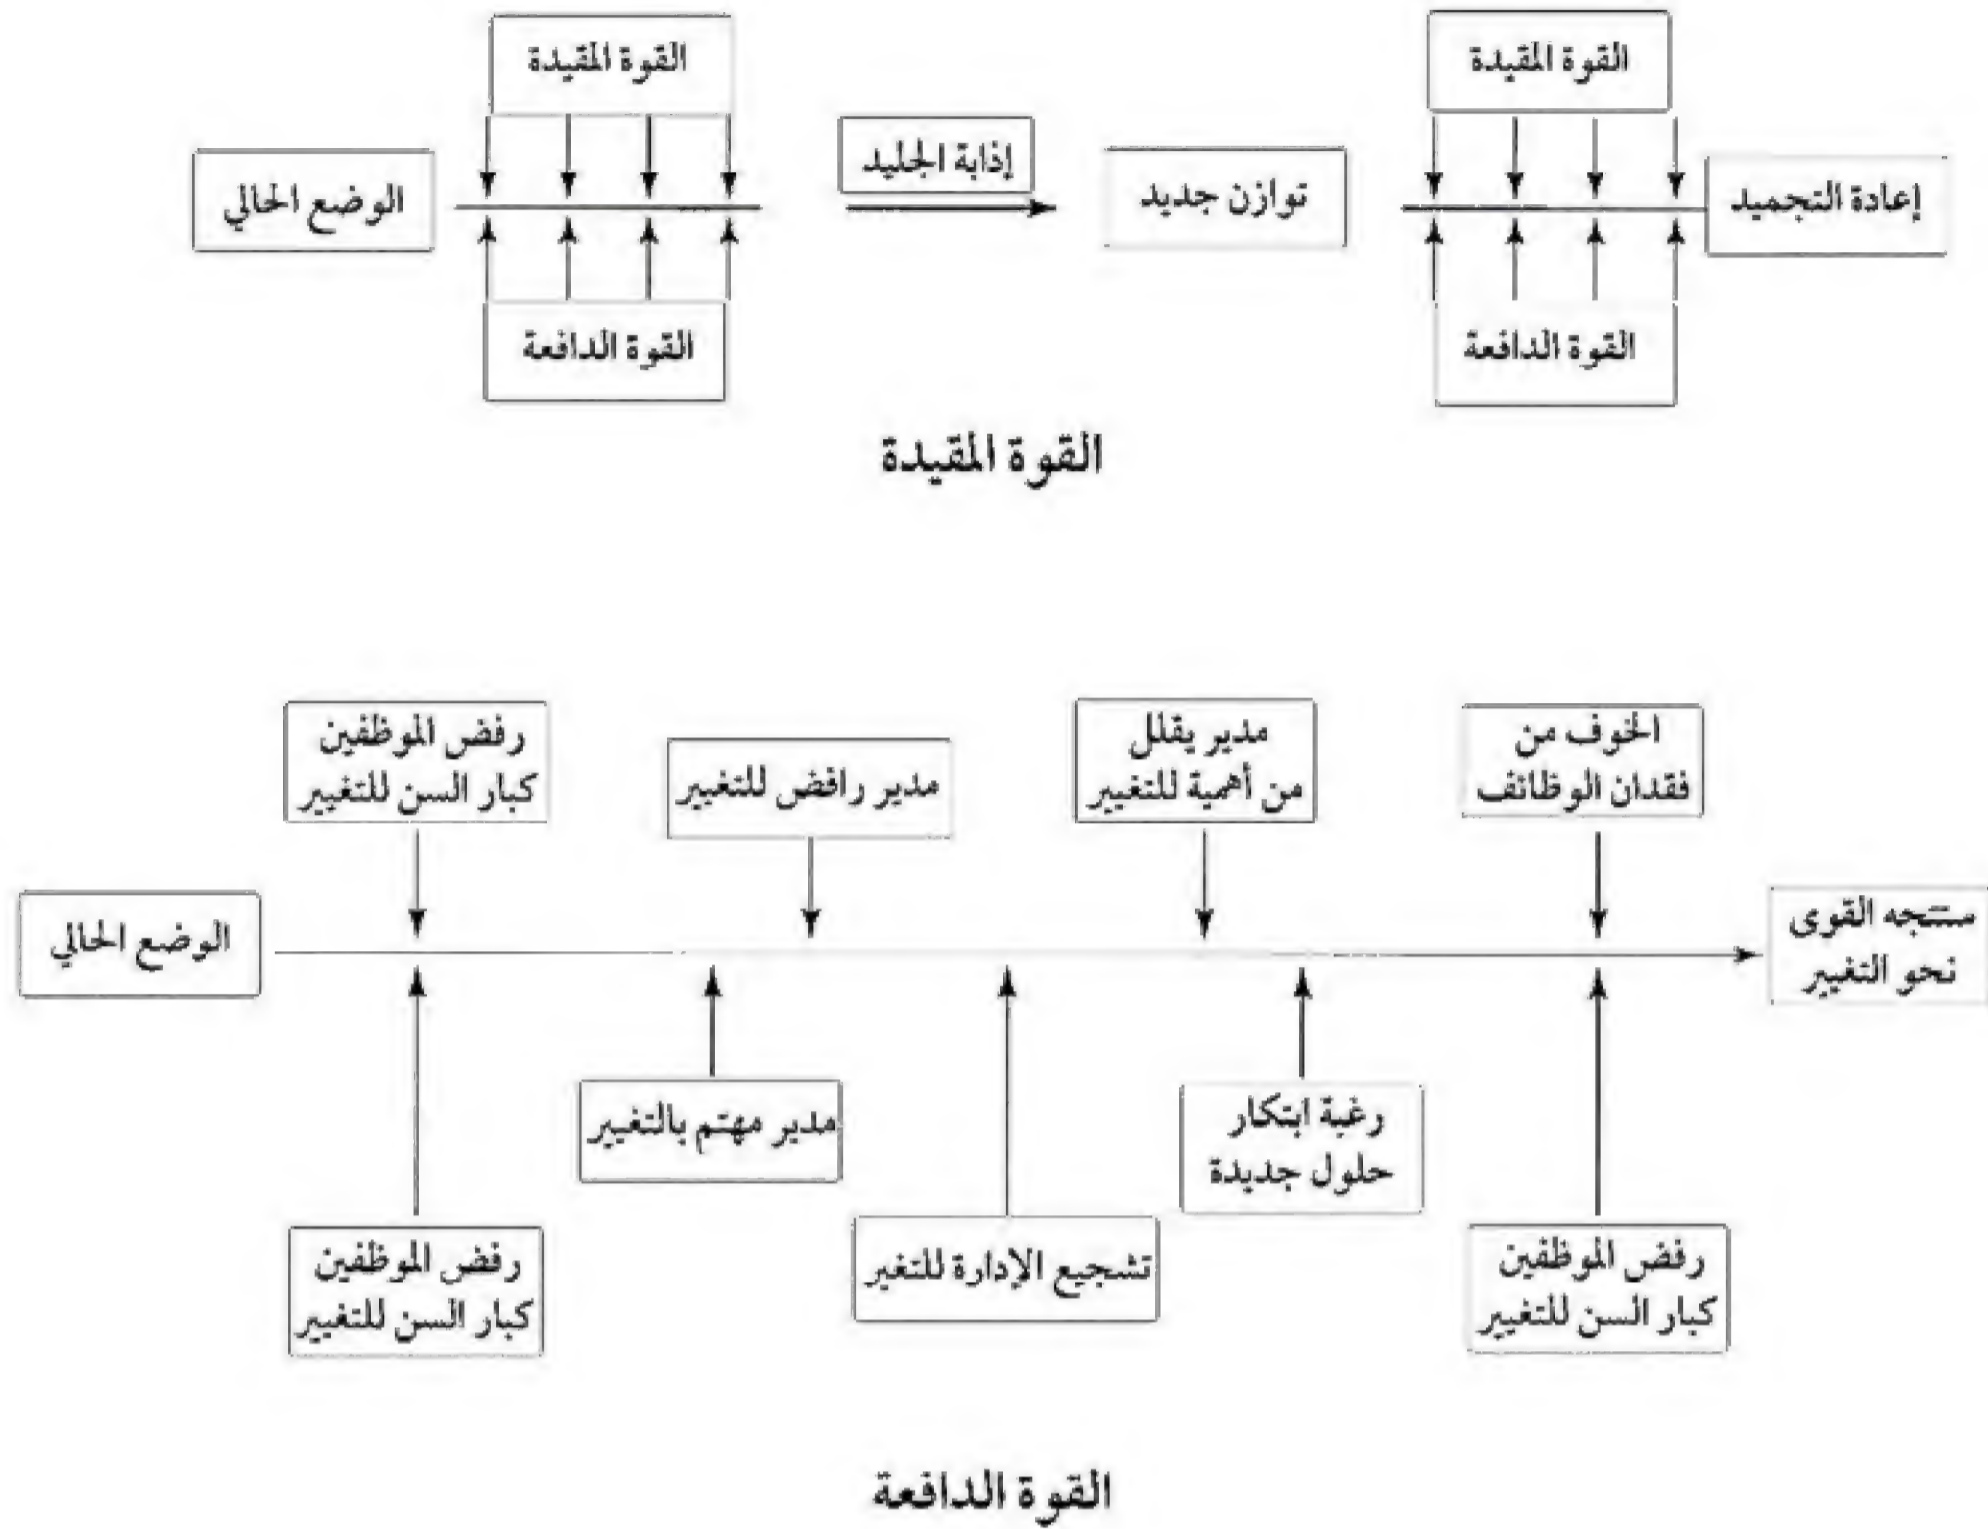 القوة المقيدة
القوة المقيدة
الوضع الحالي
إذابة الجليد
توازن جديد
إعادة التجميد
القوة الدافعة
القوة الدافعة
القوة المقيدة
رفض الموظفين
كبار السن للتغيير
مدير رافض للتغيير
مدير يقلل
من أهمية للتغيير
الخوف من
فقدان الوظائف
الوضع الحالي
ستتجه القوى
نحو التغيير
مدير مهتم بالتغيير
رغبة ابتكار
حلول جديدة
رفض الموظفين
كبار السن للتغيير
تشجيع الإدارة للتغير
رفض الموظفين
كبار السن للتغيير
القوة الدافعة